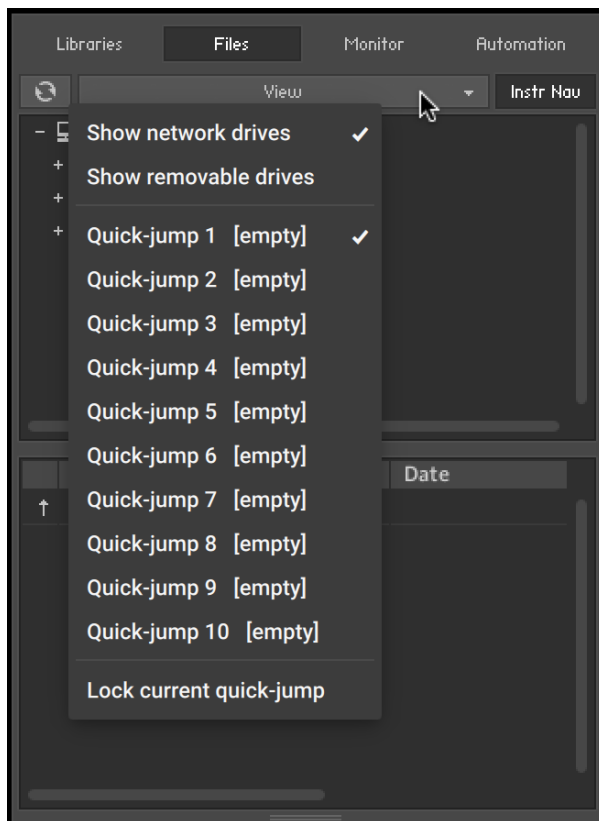 Libraries Files Monitor Automation
View Instr Nav
Show network drives
Show removable drives
Quick-jump 1 [empty]
Quick-jump 2 [empty]
Quick-jump 3 [empty]
Quick-jump 4 [empty]
Quick-jump 5 [empty]
Quick-jump 6 [empty]
Date
Quick-jump 7 [empty]
Quick-jump 8 [empty]
Quick-jump 9 [empty]
Quick-jump 10 [empty]
Lock current quick-jump